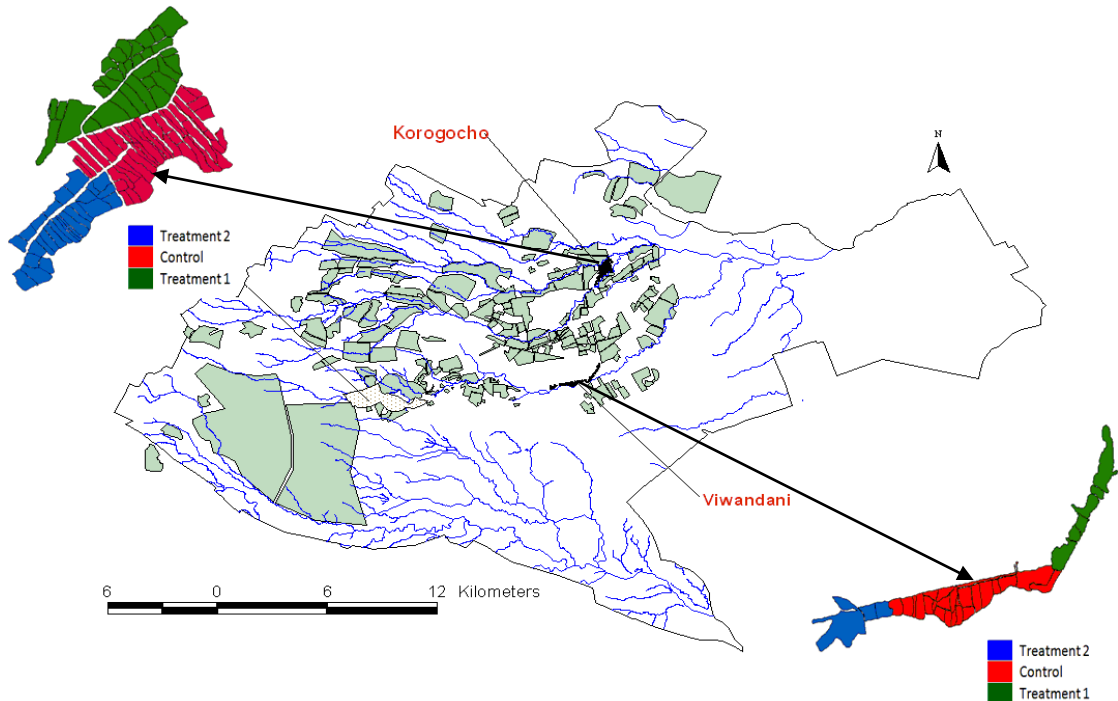 Korogocho
N
Treatment 2
Control
Treatment 1
Viwandani
6 0 6 12 Kilometers
Treatment 2
Control
Treatment 1